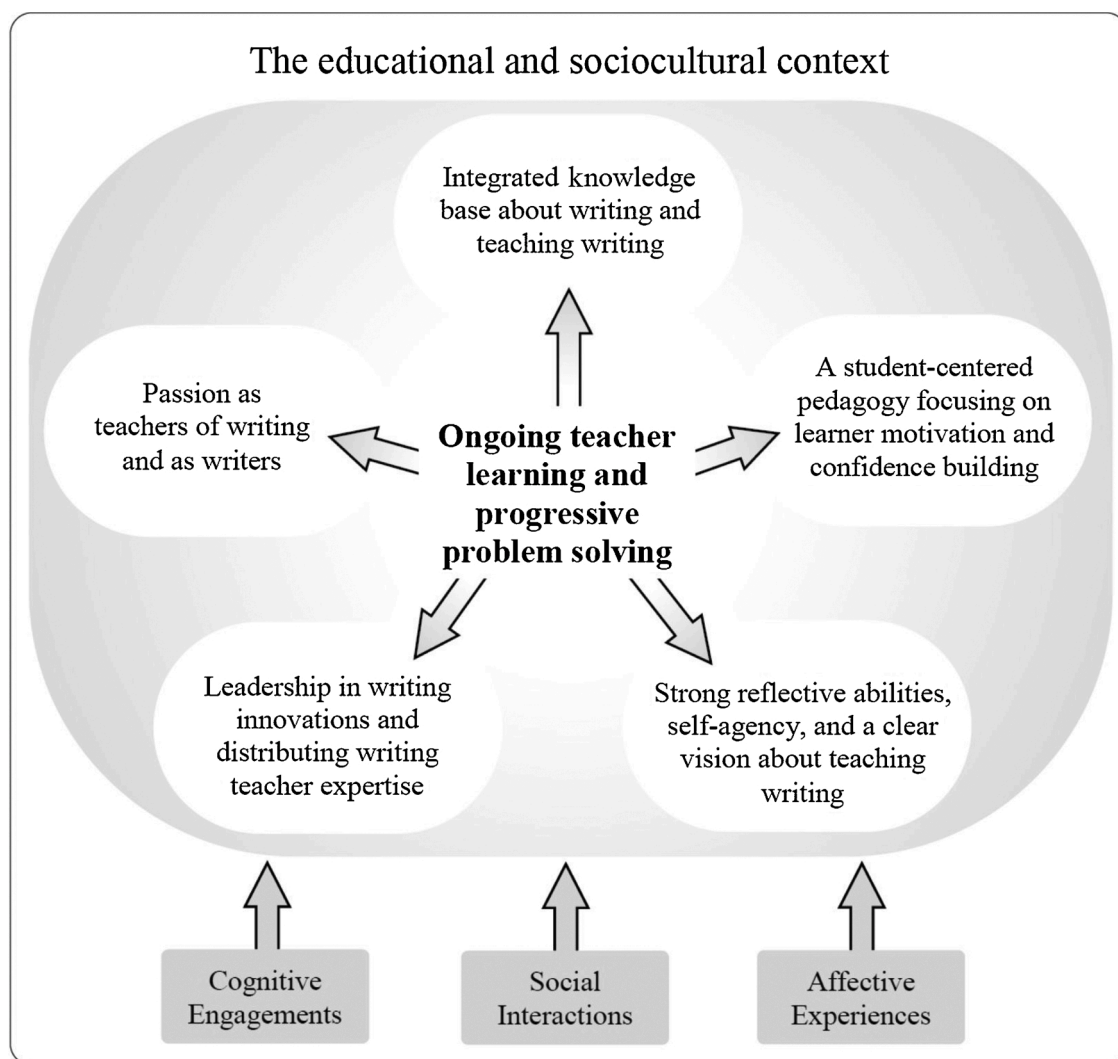 The educational and sociocultural context
Integrated knowledge
base about writing and
teaching writing
Passion as
teachers of writing
and as writers
A student-centered
pedagogy focusing on
learner motivation and
confidence building
Ongoing teacher
learning and
progressive
problem solving
Leadership in writing
innovations and
distributing writing
teacher expertise
Strong reflective abilities,
self-agency, and a clear
vision about teaching
writing
Cognitive
Engagements
Social
Interactions
Affective
Experiences